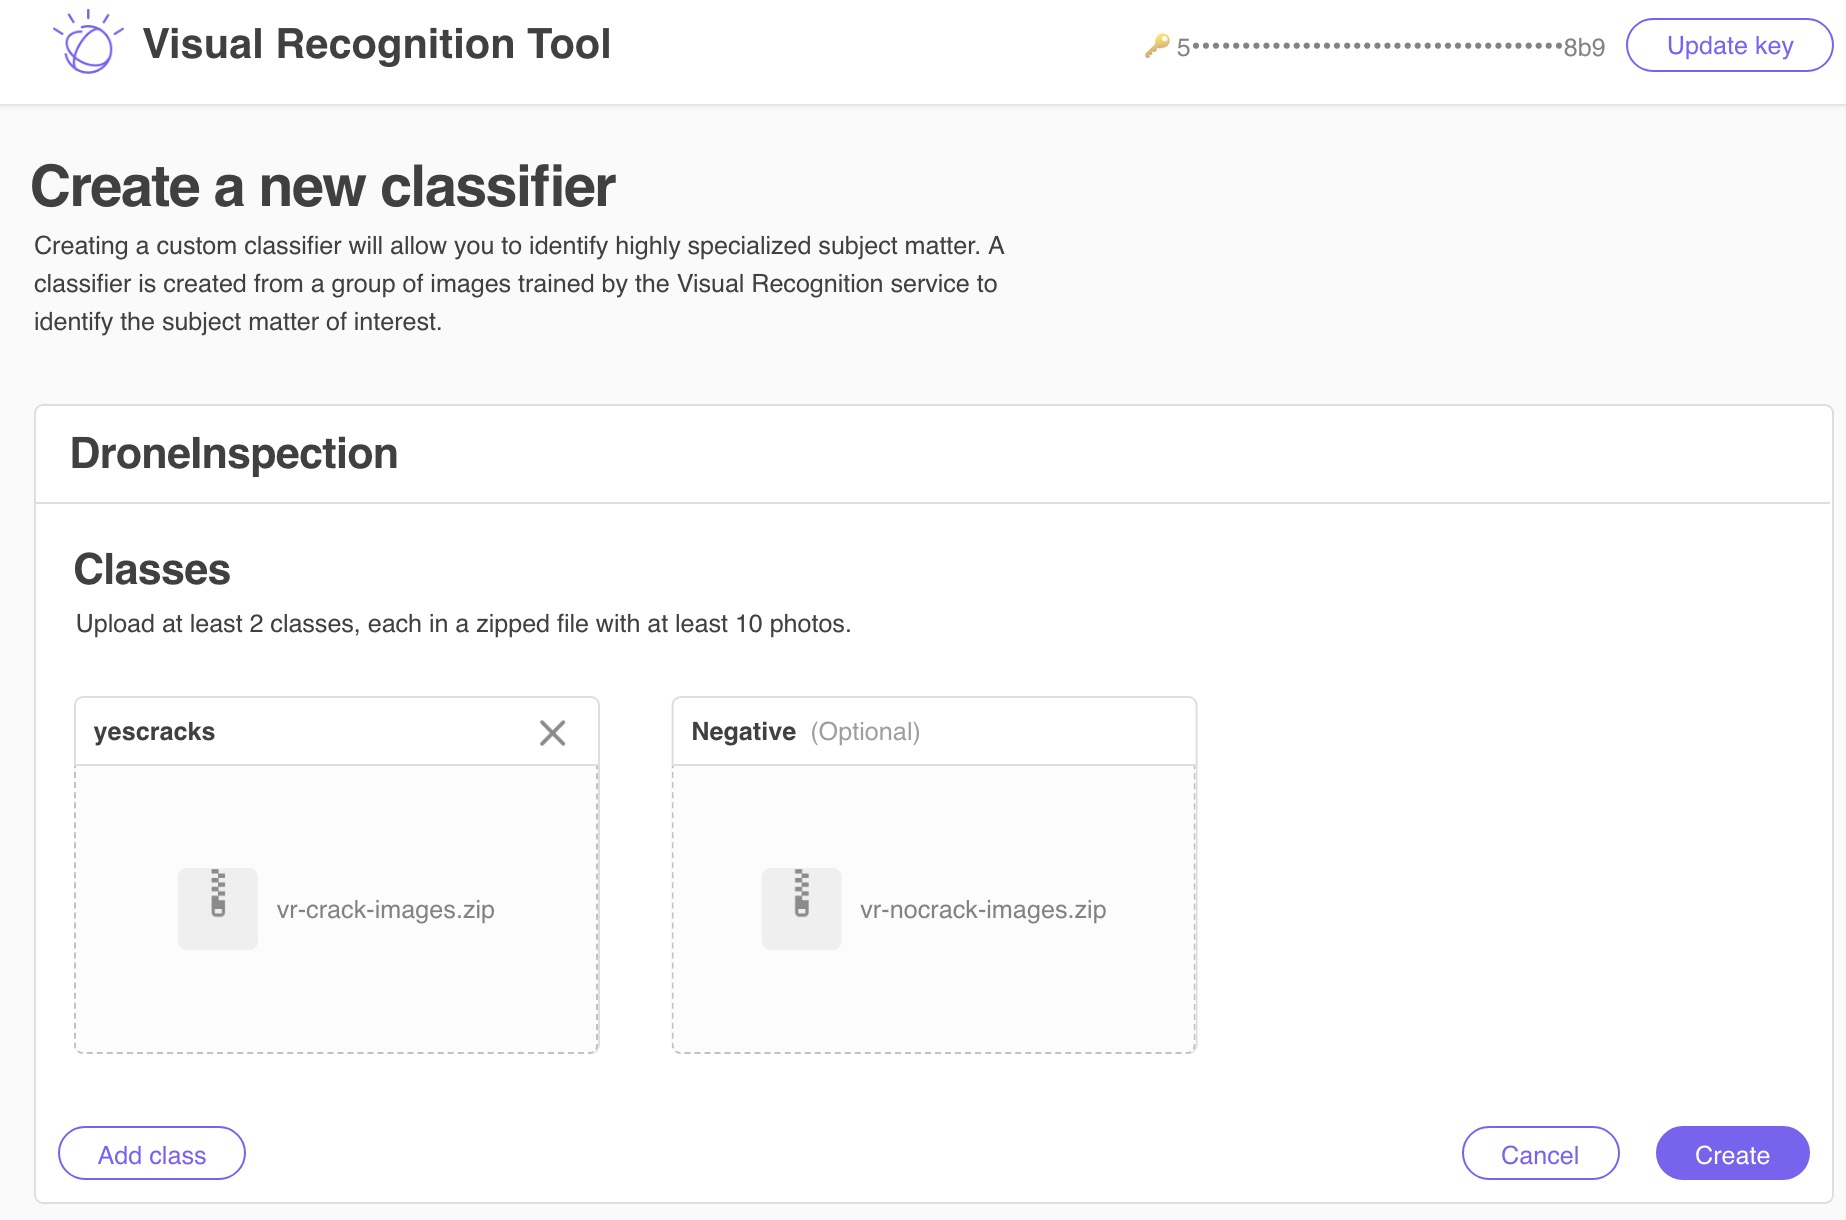 Visual Recognition Tool
5•••••••••••••••••••••••••••••••••••••8b9
Update key
Create a new classifier
Creating a custom classifier will allow you to identify highly specialized subject matter. A
classifier is created from a group of images trained by the Visual Recognition service to
identify the subject matter of interest.
DroneInspection
Classes
Upload at least 2 classes, each in a zipped file with at least 10 photos.
yescracks
Negative (Optional)
vr-crack-images.zip
vr-nocrack-images.zip
Add class
Cancel
Create